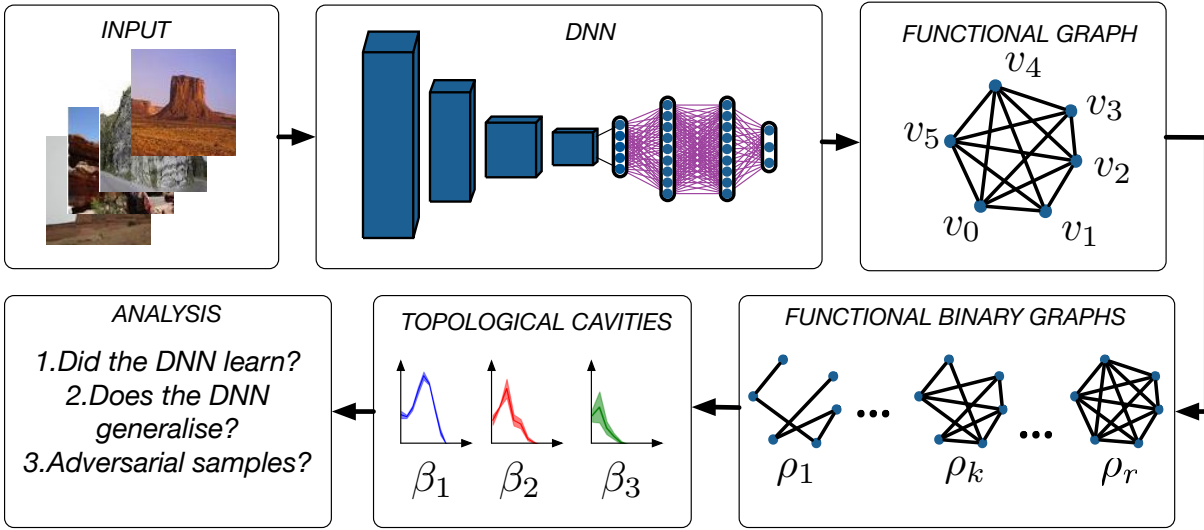 INPUT
DNN
FUNCTIONAL GRAPH
v₄
v₃
v₅
v₂
v₀
v₁
ANALYSIS
1.Did the DNN learn?
2.Does the DNN
generalise?
3.Adversarial samples?
TOPOLOGICAL CAVITIES
β₁
β₂
β₃
FUNCTIONAL BINARY GRAPHS
ρ₁
ρₖ
ρᵣ